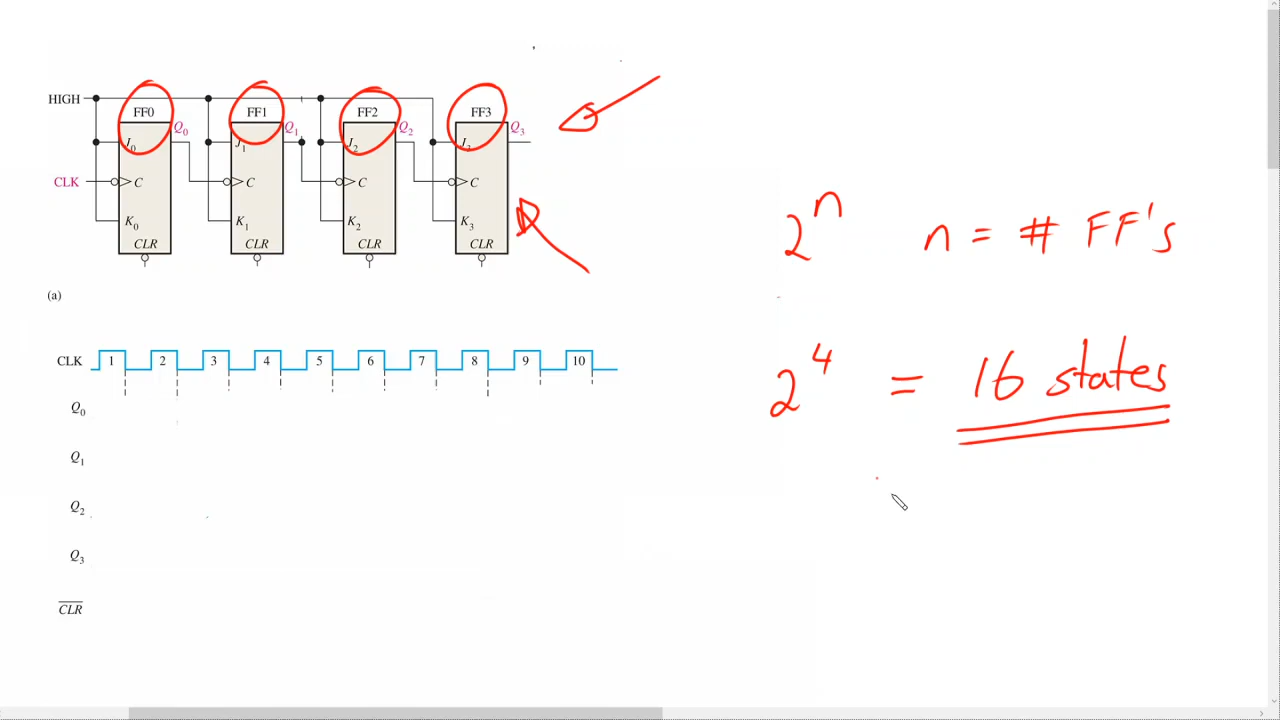 HIGH
FF0 FF1 FF2 FF3
Q0 Q1 Q2 Q3
J0 J1 J2 J3
CLK C C C C
K0 K1 K2 K3
CLR CLR CLR CLR
(a)
2^n n = # FF's
CLK 1 2 3 4 5 6 7 8 9 10
2^4 = 16 states
Q0
Q1
Q2
Q3
C̅L̅R̅